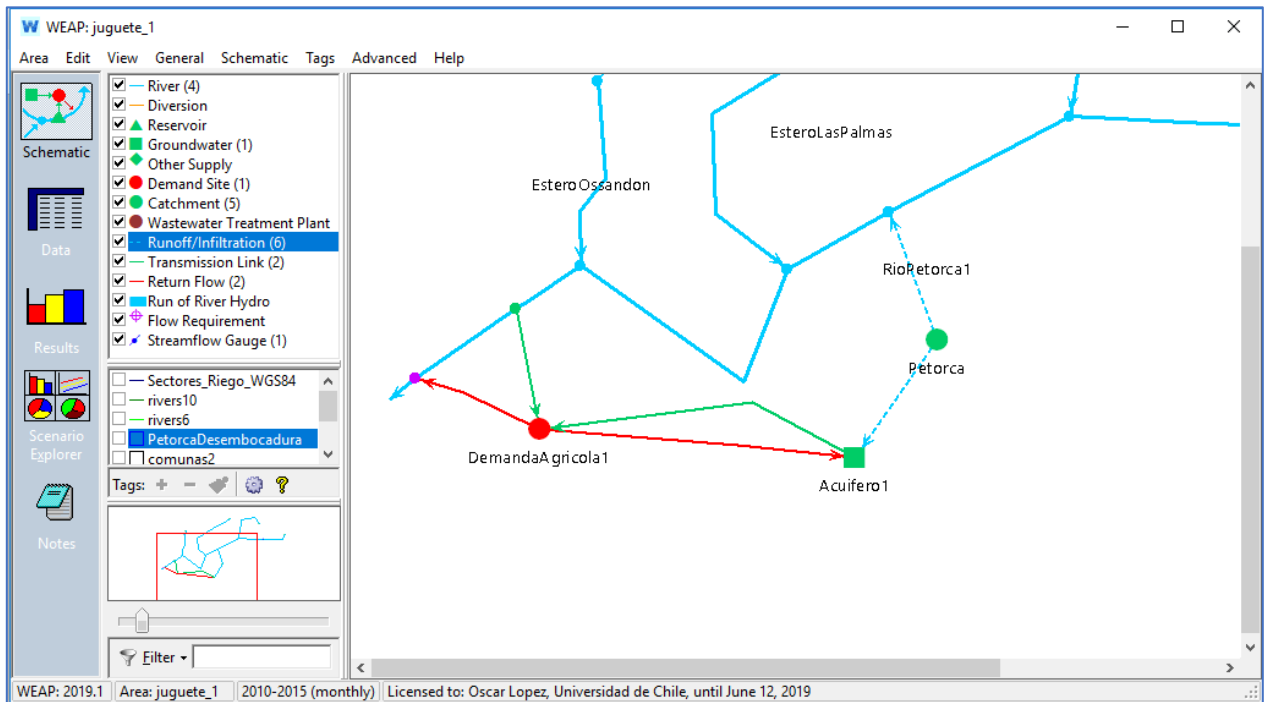 WEAP: juguete_1
Area Edit View General Schematic Tags Advanced Help
Schematic
Data
Results
Scenario
Explorer
Notes
River (4)
Diversion
Reservoir
Groundwater (1)
Other Supply
Demand Site (1)
Catchment (5)
Wastewater Treatment Plant
Runoff/Infiltration (6)
Transmission Link (2)
Return Flow (2)
Run of River Hydro
Flow Requirement
Streamflow Gauge (1)
Sectores_Riego_WGS84
rivers10
rivers6
PetorcaDesembocadura
comunas2
Tags:
Filter
EsteroLasPalmas
EsteroOssandon
RioPetorca1
Petorca
DemandaAgricola1
Acuifero1
WEAP: 2019.1 Area: juguete_1 2010-2015 (monthly) Licensed to: Oscar Lopez, Universidad de Chile, until June 12, 2019